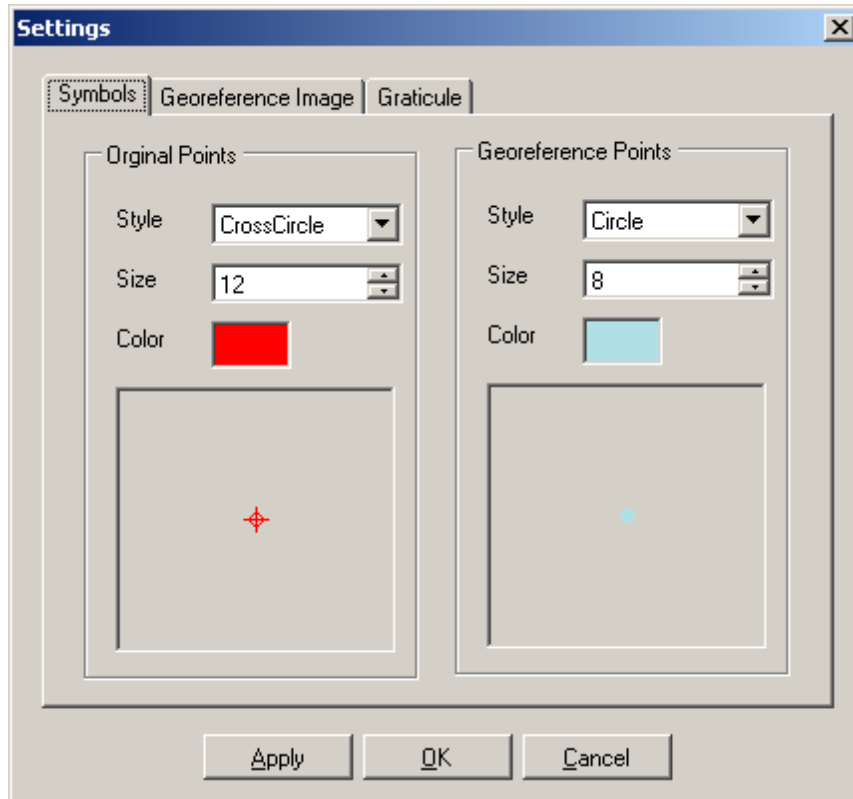 Settings
Symbols Georeference Image Graticule
Orginal Points
Style CrossCircle
Size 12
Color
Georeference Points
Style Circle
Size 8
Color
Apply OK Cancel